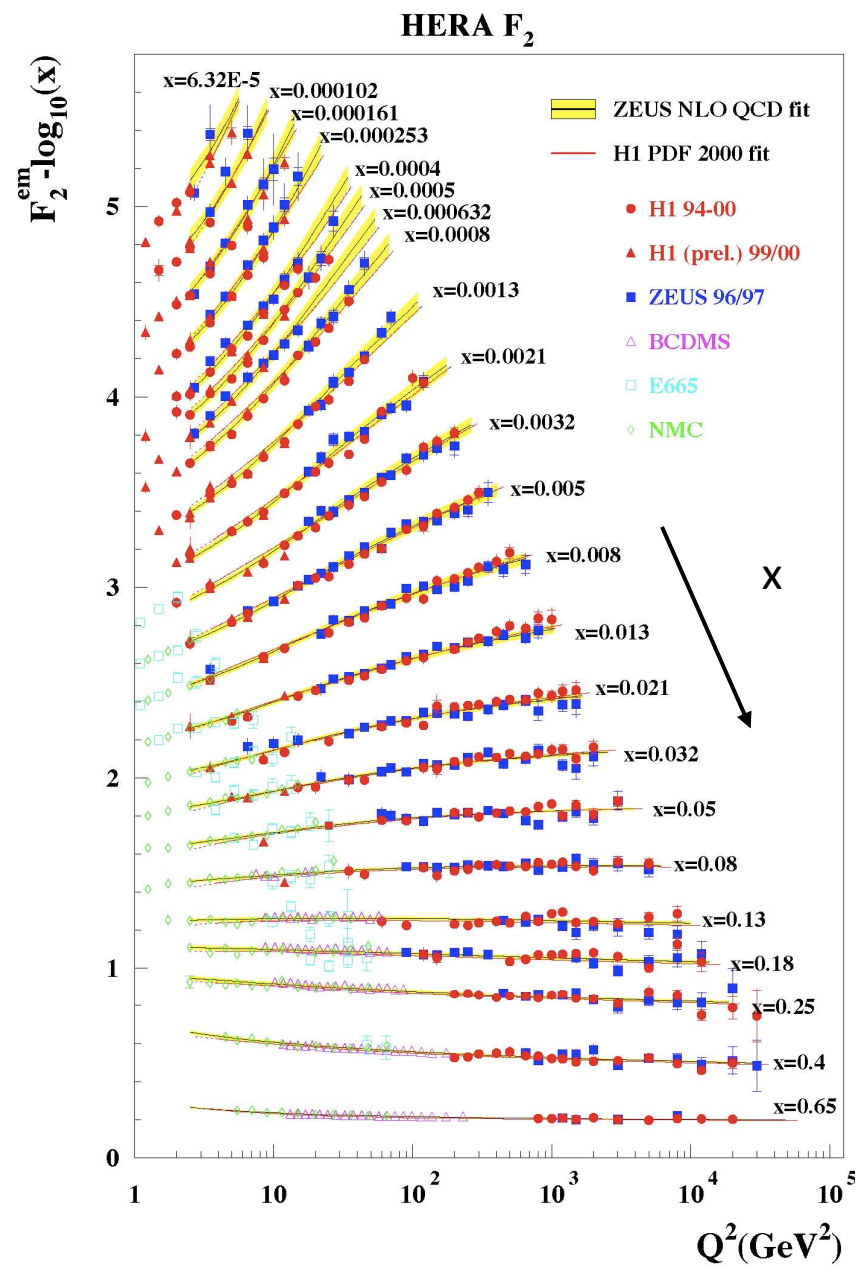 HERA F₂
F₂ᵉᵐ-log₁₀(x)
x=6.32E-5
x=0.000102
x=0.000161
x=0.000253
x=0.0004
x=0.0005
x=0.000632
x=0.0008
x=0.0013
x=0.0021
x=0.0032
x=0.005
x=0.008
x=0.013
x=0.021
x=0.032
x=0.05
x=0.08
x=0.13
x=0.18
x=0.25
x=0.4
x=0.65
ZEUS NLO QCD fit
H1 PDF 2000 fit
H1 94-00
H1 (prel.) 99/00
ZEUS 96/97
BCDMS
E665
NMC
x
5
4
3
2
1
0
1 10 10² 10³ 10⁴ 10⁵
Q²(GeV²)